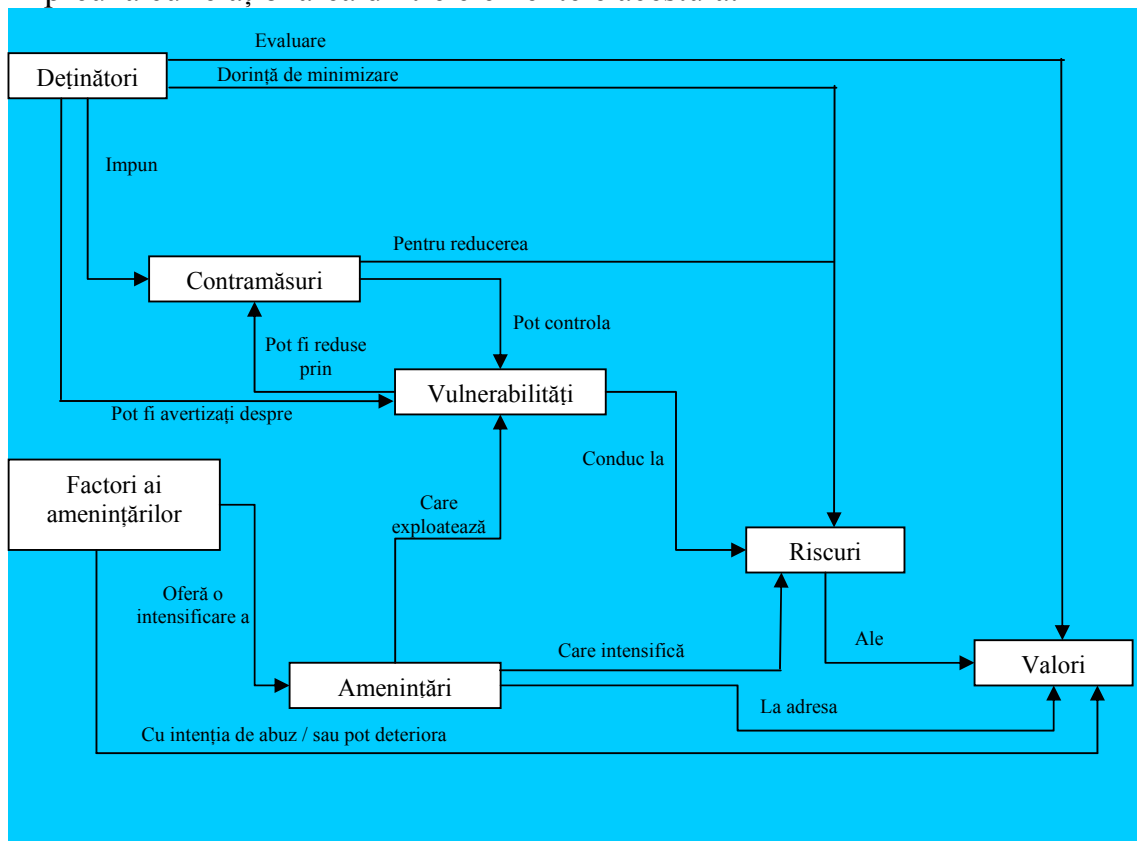 Evaluare
Deținători
Dorință de minimizare
Impun
Pentru reducerea
Contramăsuri
Pot controla
Pot fi reduse
prin
Vulnerabilități
Pot fi avertizați despre
Conduc la
Factori ai
amenințărilor
Care
exploatează
Riscuri
Oferă o
intensificare a
Ale
Care intensifică
Valori
Amenințări
La adresa
Cu intenția de abuz / sau pot deteriora